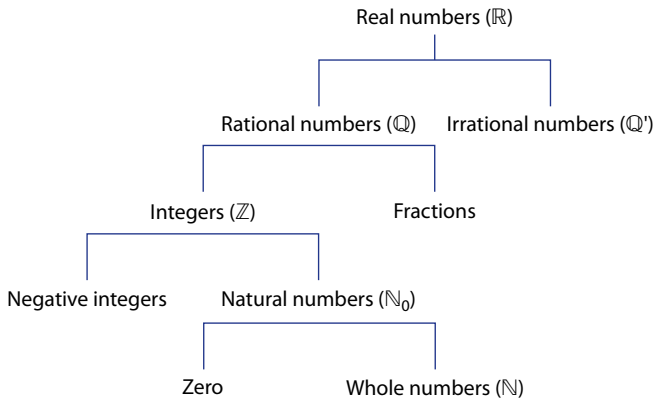 Real numbers (ℝ)
Rational numbers (ℚ) Irrational numbers (ℚ')
Integers (ℤ) Fractions
Negative integers Natural numbers (ℕ₀)
Zero Whole numbers (ℕ)